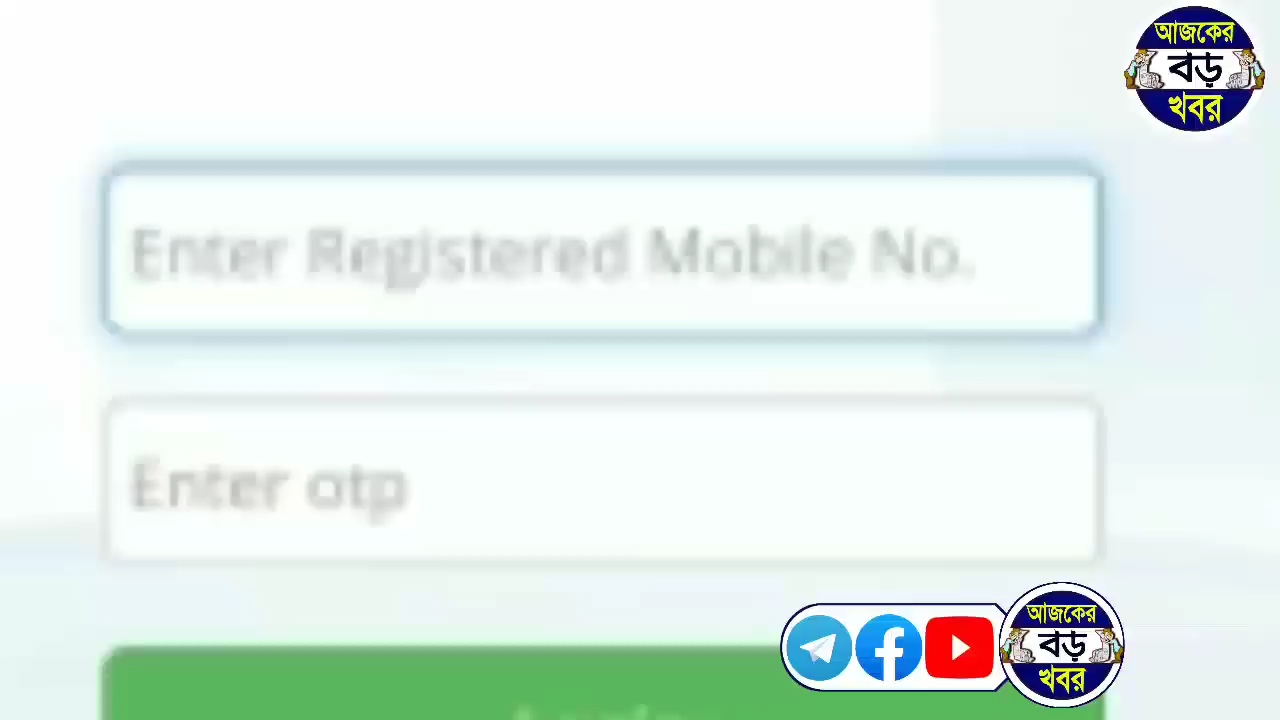 আজকের
বড়
খবর
Enter Registered Mobile No.
Enter otp
আজকের
বড়
খবর